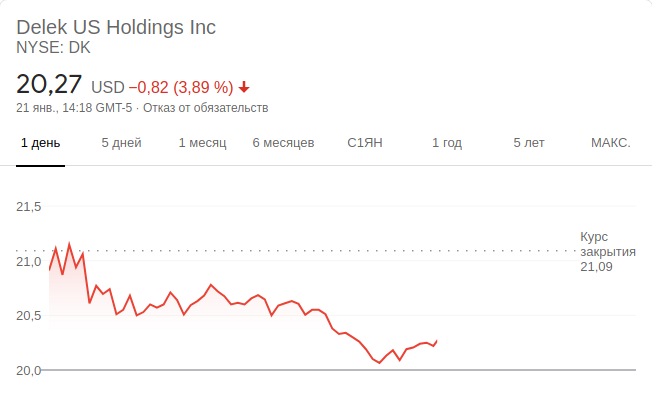 Delek US Holdings Inc
NYSE: DK
20,27 USD −0,82 (3,89 %)
21 янв., 14:18 GMT-5 · Отказ от обязательств
1 день 5 дней 1 месяц 6 месяцев С1ЯН 1 год 5 лет МАКС.
21,5
Курс
закрытия
21,09
21,0
20,5
20,0